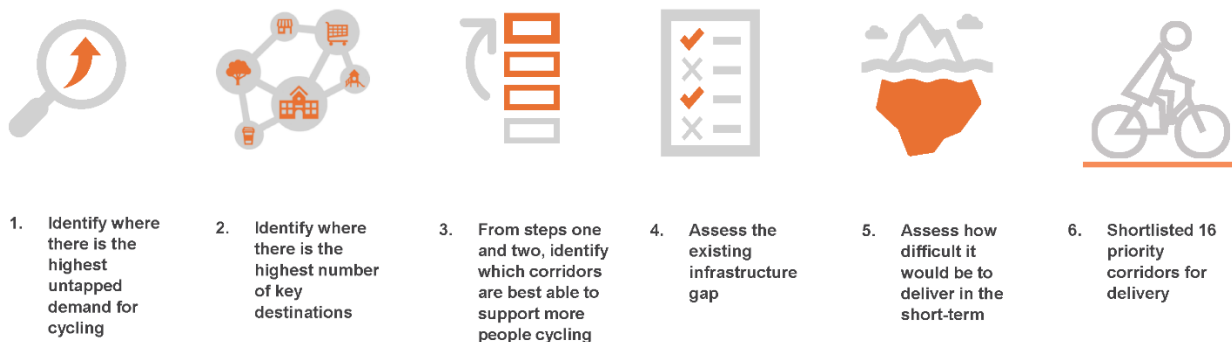 1. Identify where
there is the
highest
untapped
demand for
cycling
2. Identify where
there is the
highest number
of key
destinations
3. From steps one
and two, identify
which corridors
are best able to
support more
people cycling
4. Assess the
existing
infrastructure
gap
5. Assess how
difficult it
would be to
deliver in the
short-term
6. Shortlisted 16
priority
corridors for
delivery